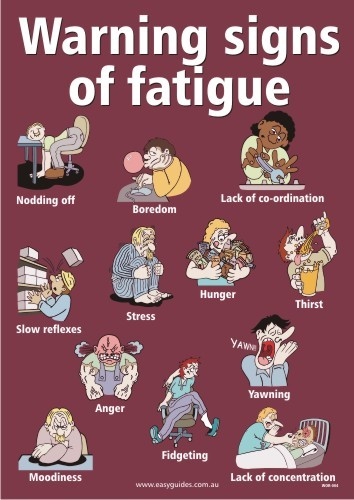 Warning signs
of fatigue
Nodding off
Boredom
Lack of co-ordination
Slow reflexes
Stress
Hunger
Thirst
YAWN!
Anger
Yawning
Fidgeting
Moodiness
Lack of concentration
www.easyguides.com.au